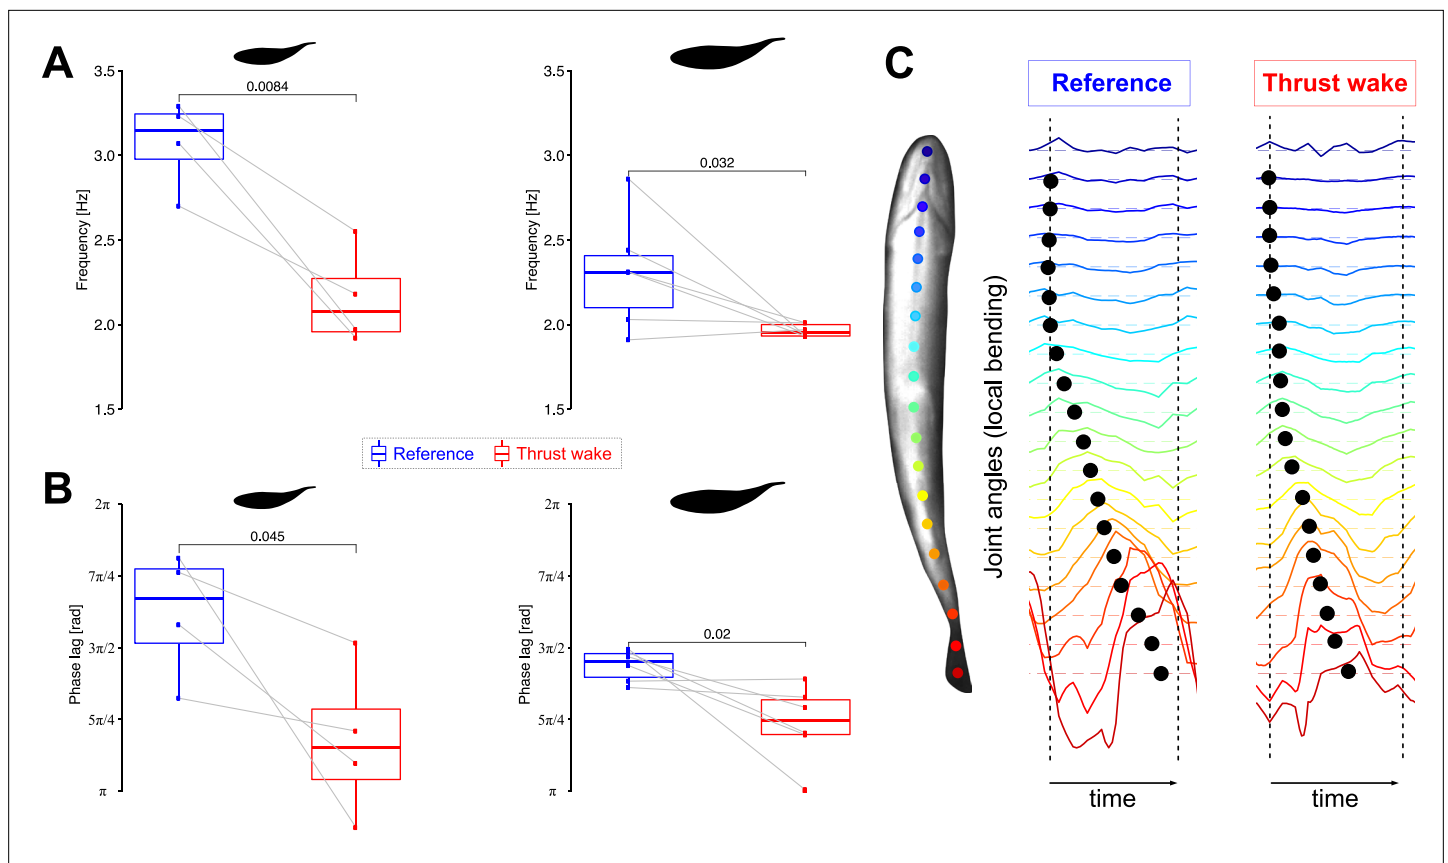 A
3.5
3.0
2.5
2.0
1.5
Frequency [Hz]
0.0084
3.5
3.0
2.5
2.0
1.5
Frequency [Hz]
0.032
Reference
Thrust wake
B
2π
7π/4
3π/2
5π/4
π
Phase lag [rad]
0.045
2π
7π/4
3π/2
5π/4
π
Phase lag [rad]
0.02
C
Reference
Thrust wake
Joint angles (local bending)
time
time